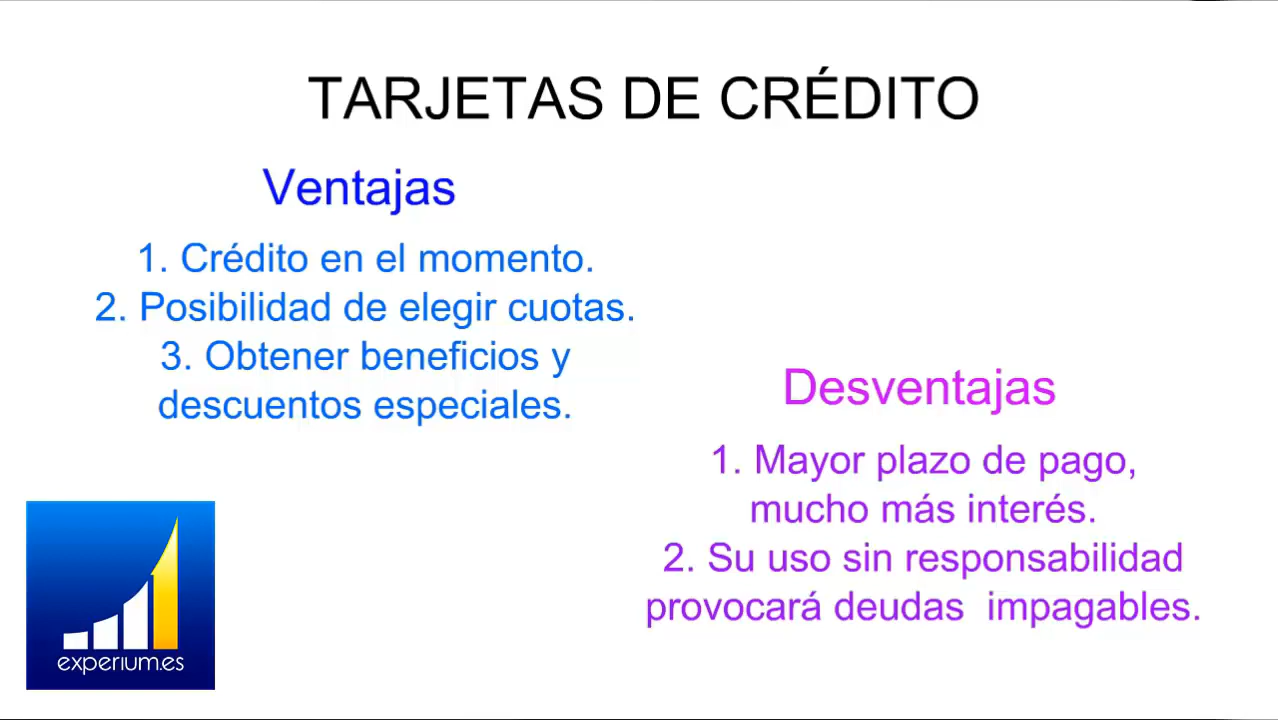 TARJETAS DE CRÉDITO
Ventajas
1. Crédito en el momento.
2. Posibilidad de elegir cuotas.
3. Obtener beneficios y
descuentos especiales.
Desventajas
1. Mayor plazo de pago,
mucho más interés.
2. Su uso sin responsabilidad
provocará deudas  impagables.
experium.es